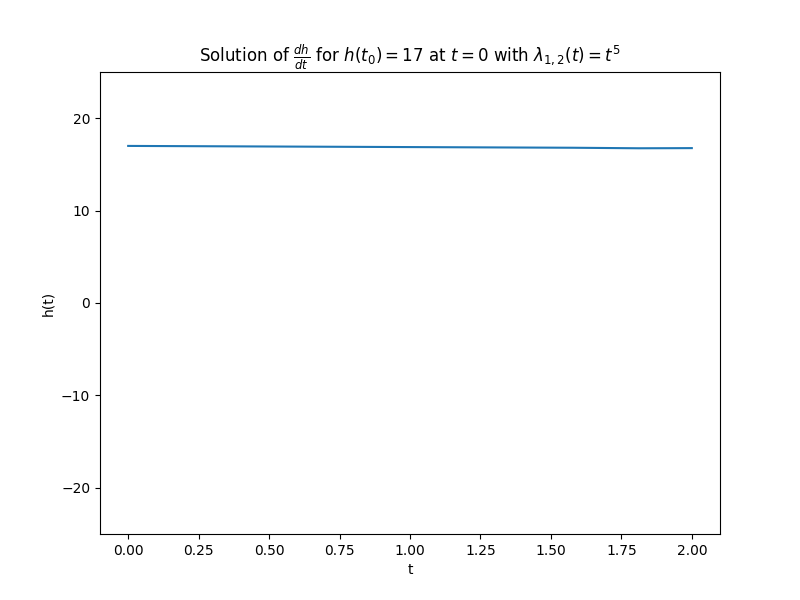 Solution of $\frac{dh}{dt}$ for $h(t_0) = 17$ at $t = 0$ with $\lambda_{1,2}(t) = t^5$
20
10
0
−10
−20
h(t)
0.00 0.25 0.50 0.75 1.00 1.25 1.50 1.75 2.00
t